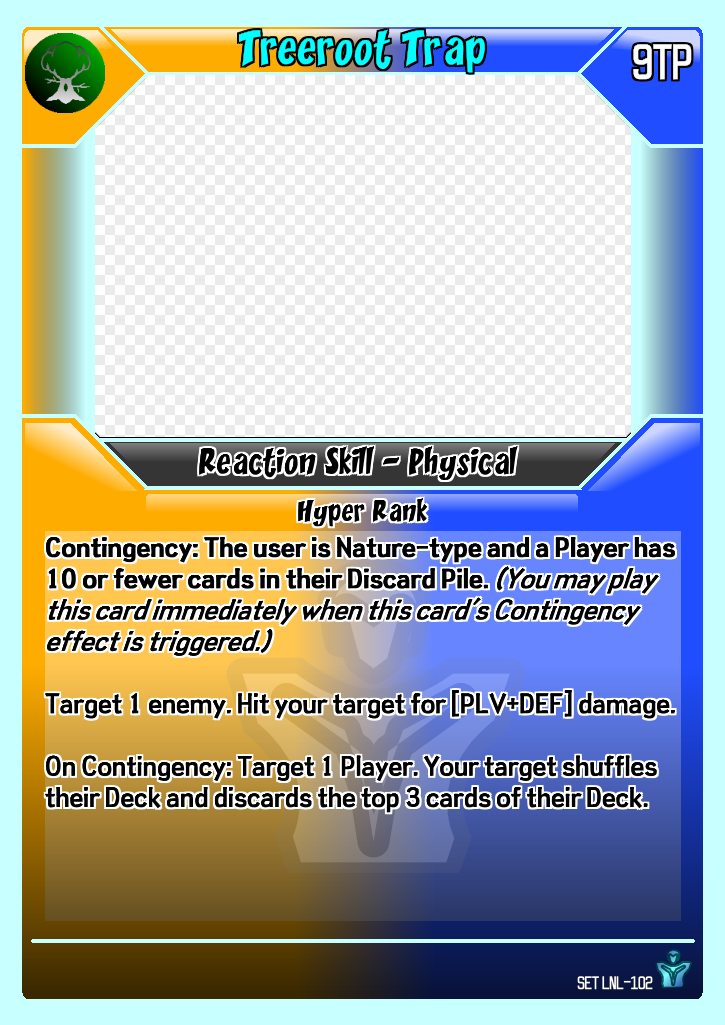 Treeroot Trap
9TP
Reaction Skill - Physical
Hyper Rank
Contingency: The user is Nature-type and a Player has
10 or fewer cards in their Discard Pile. (You may play
this card immediately when this card's Contingency
effect is triggered.)
Target 1 enemy. Hit your target for [PLV+DEF] damage.
On Contingency: Target 1 Player. Your target shuffles
their Deck and discards the top 3 cards of their Deck.
SET LNL-102